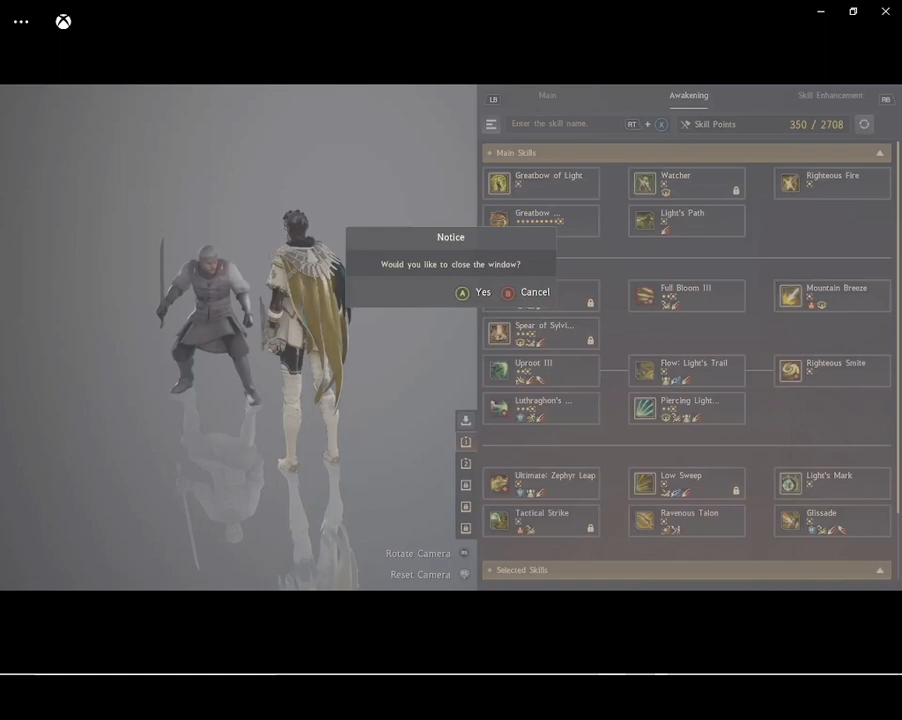 LB
Main
Awakening
Skill Enhancement
RB
Enter the skill name.
RT + X
Skill Points
350 / 2708
Main Skills
Greatbow of Light
Watcher
Righteous Fire
Greatbow ...
Light's Path
Notice
Would you like to close the window?
A Yes
B Cancel
Full Bloom III
Mountain Breeze
Spear of Sylvi...
Uproot III
Flow: Light's Trail
Righteous Smite
Luthraghon's ...
Piercing Light...
1
2
Ultimate: Zephyr Leap
Low Sweep
Light's Mark
Tactical Strike
Ravenous Talon
Glissade
Rotate Camera
Reset Camera
Selected Skills